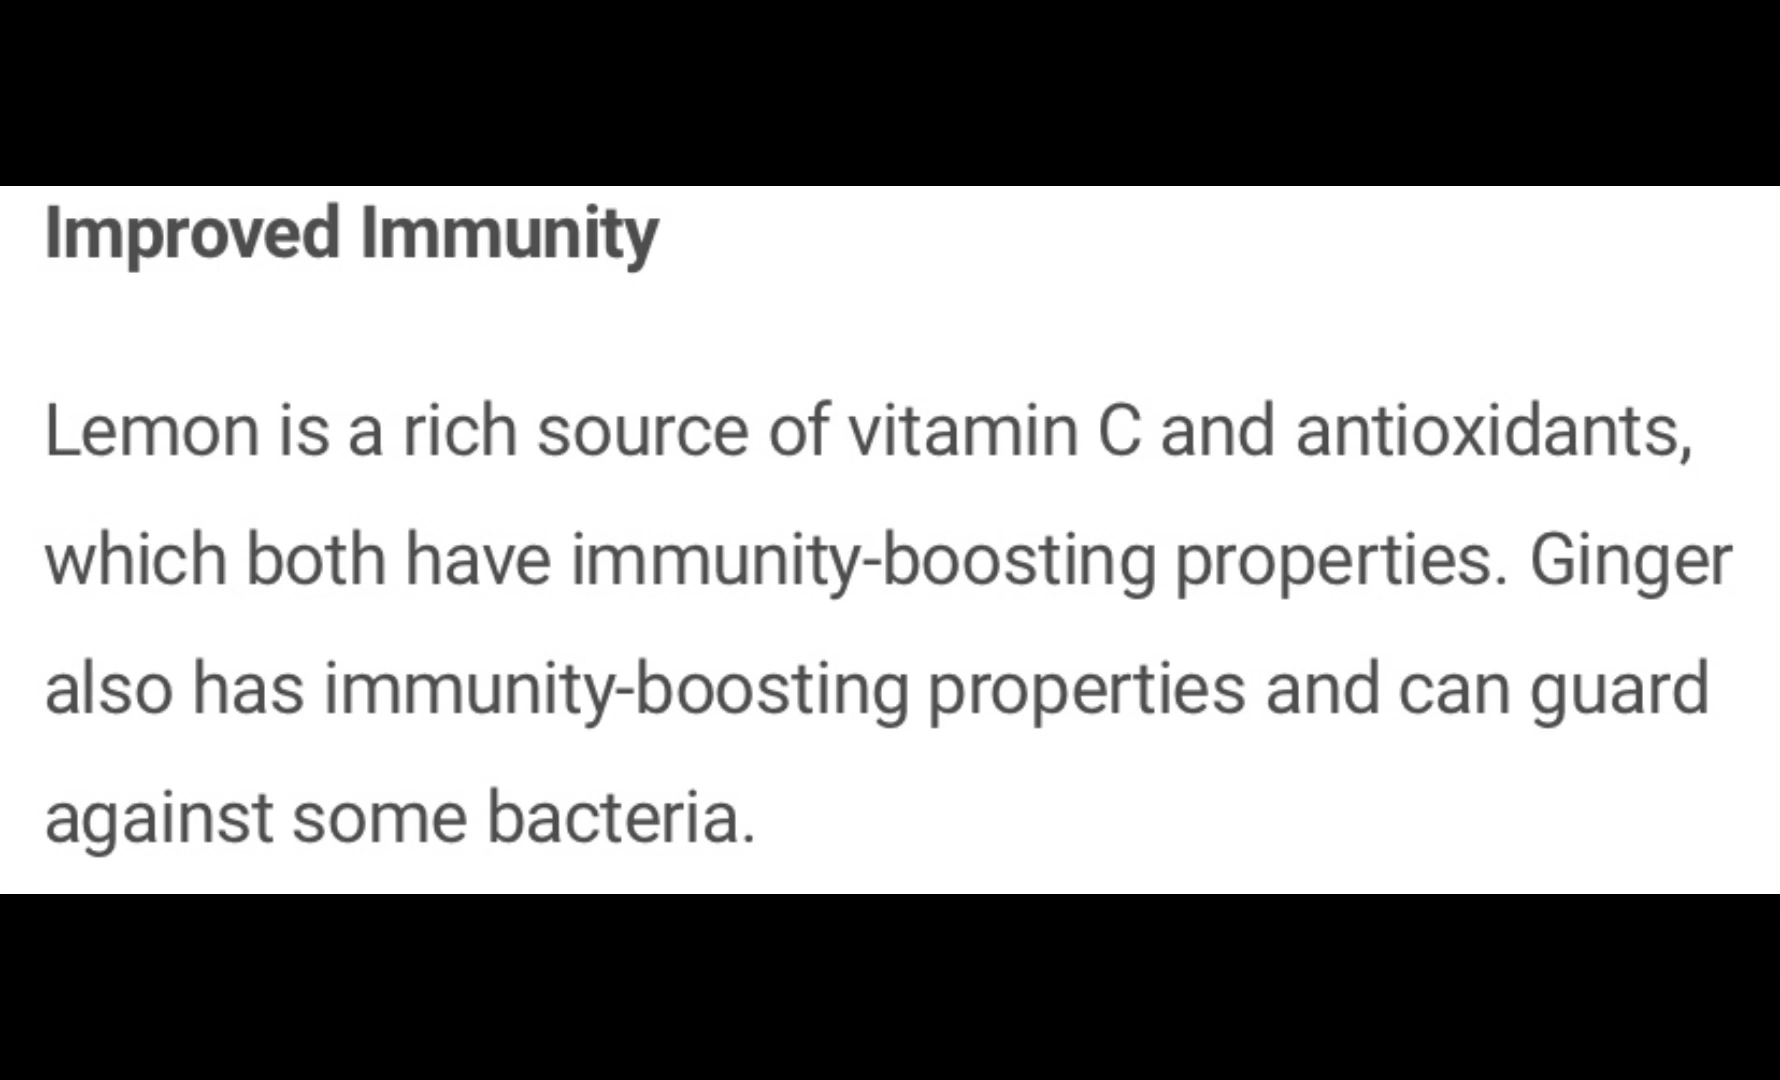 Improved Immunity
Lemon is a rich source of vitamin C and antioxidants,
which both have immunity-boosting properties. Ginger
also has immunity-boosting properties and can guard
against some bacteria.